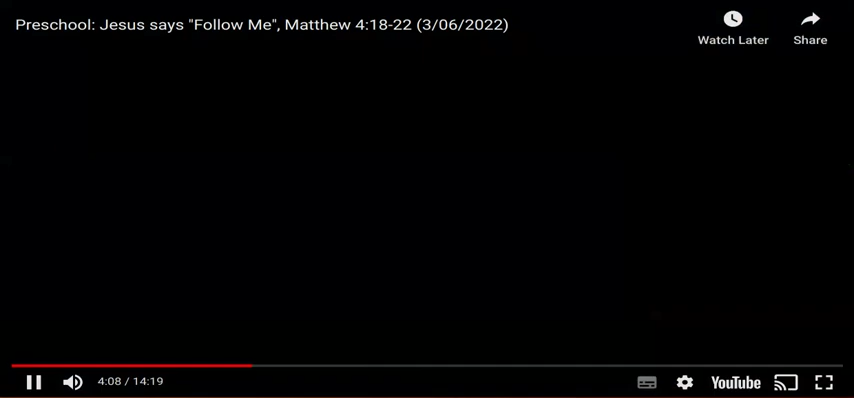 Preschool: Jesus says "Follow Me", Matthew 4:18-22 (3/06/2022)
Watch Later
Share
4:08 / 14:19
YouTube